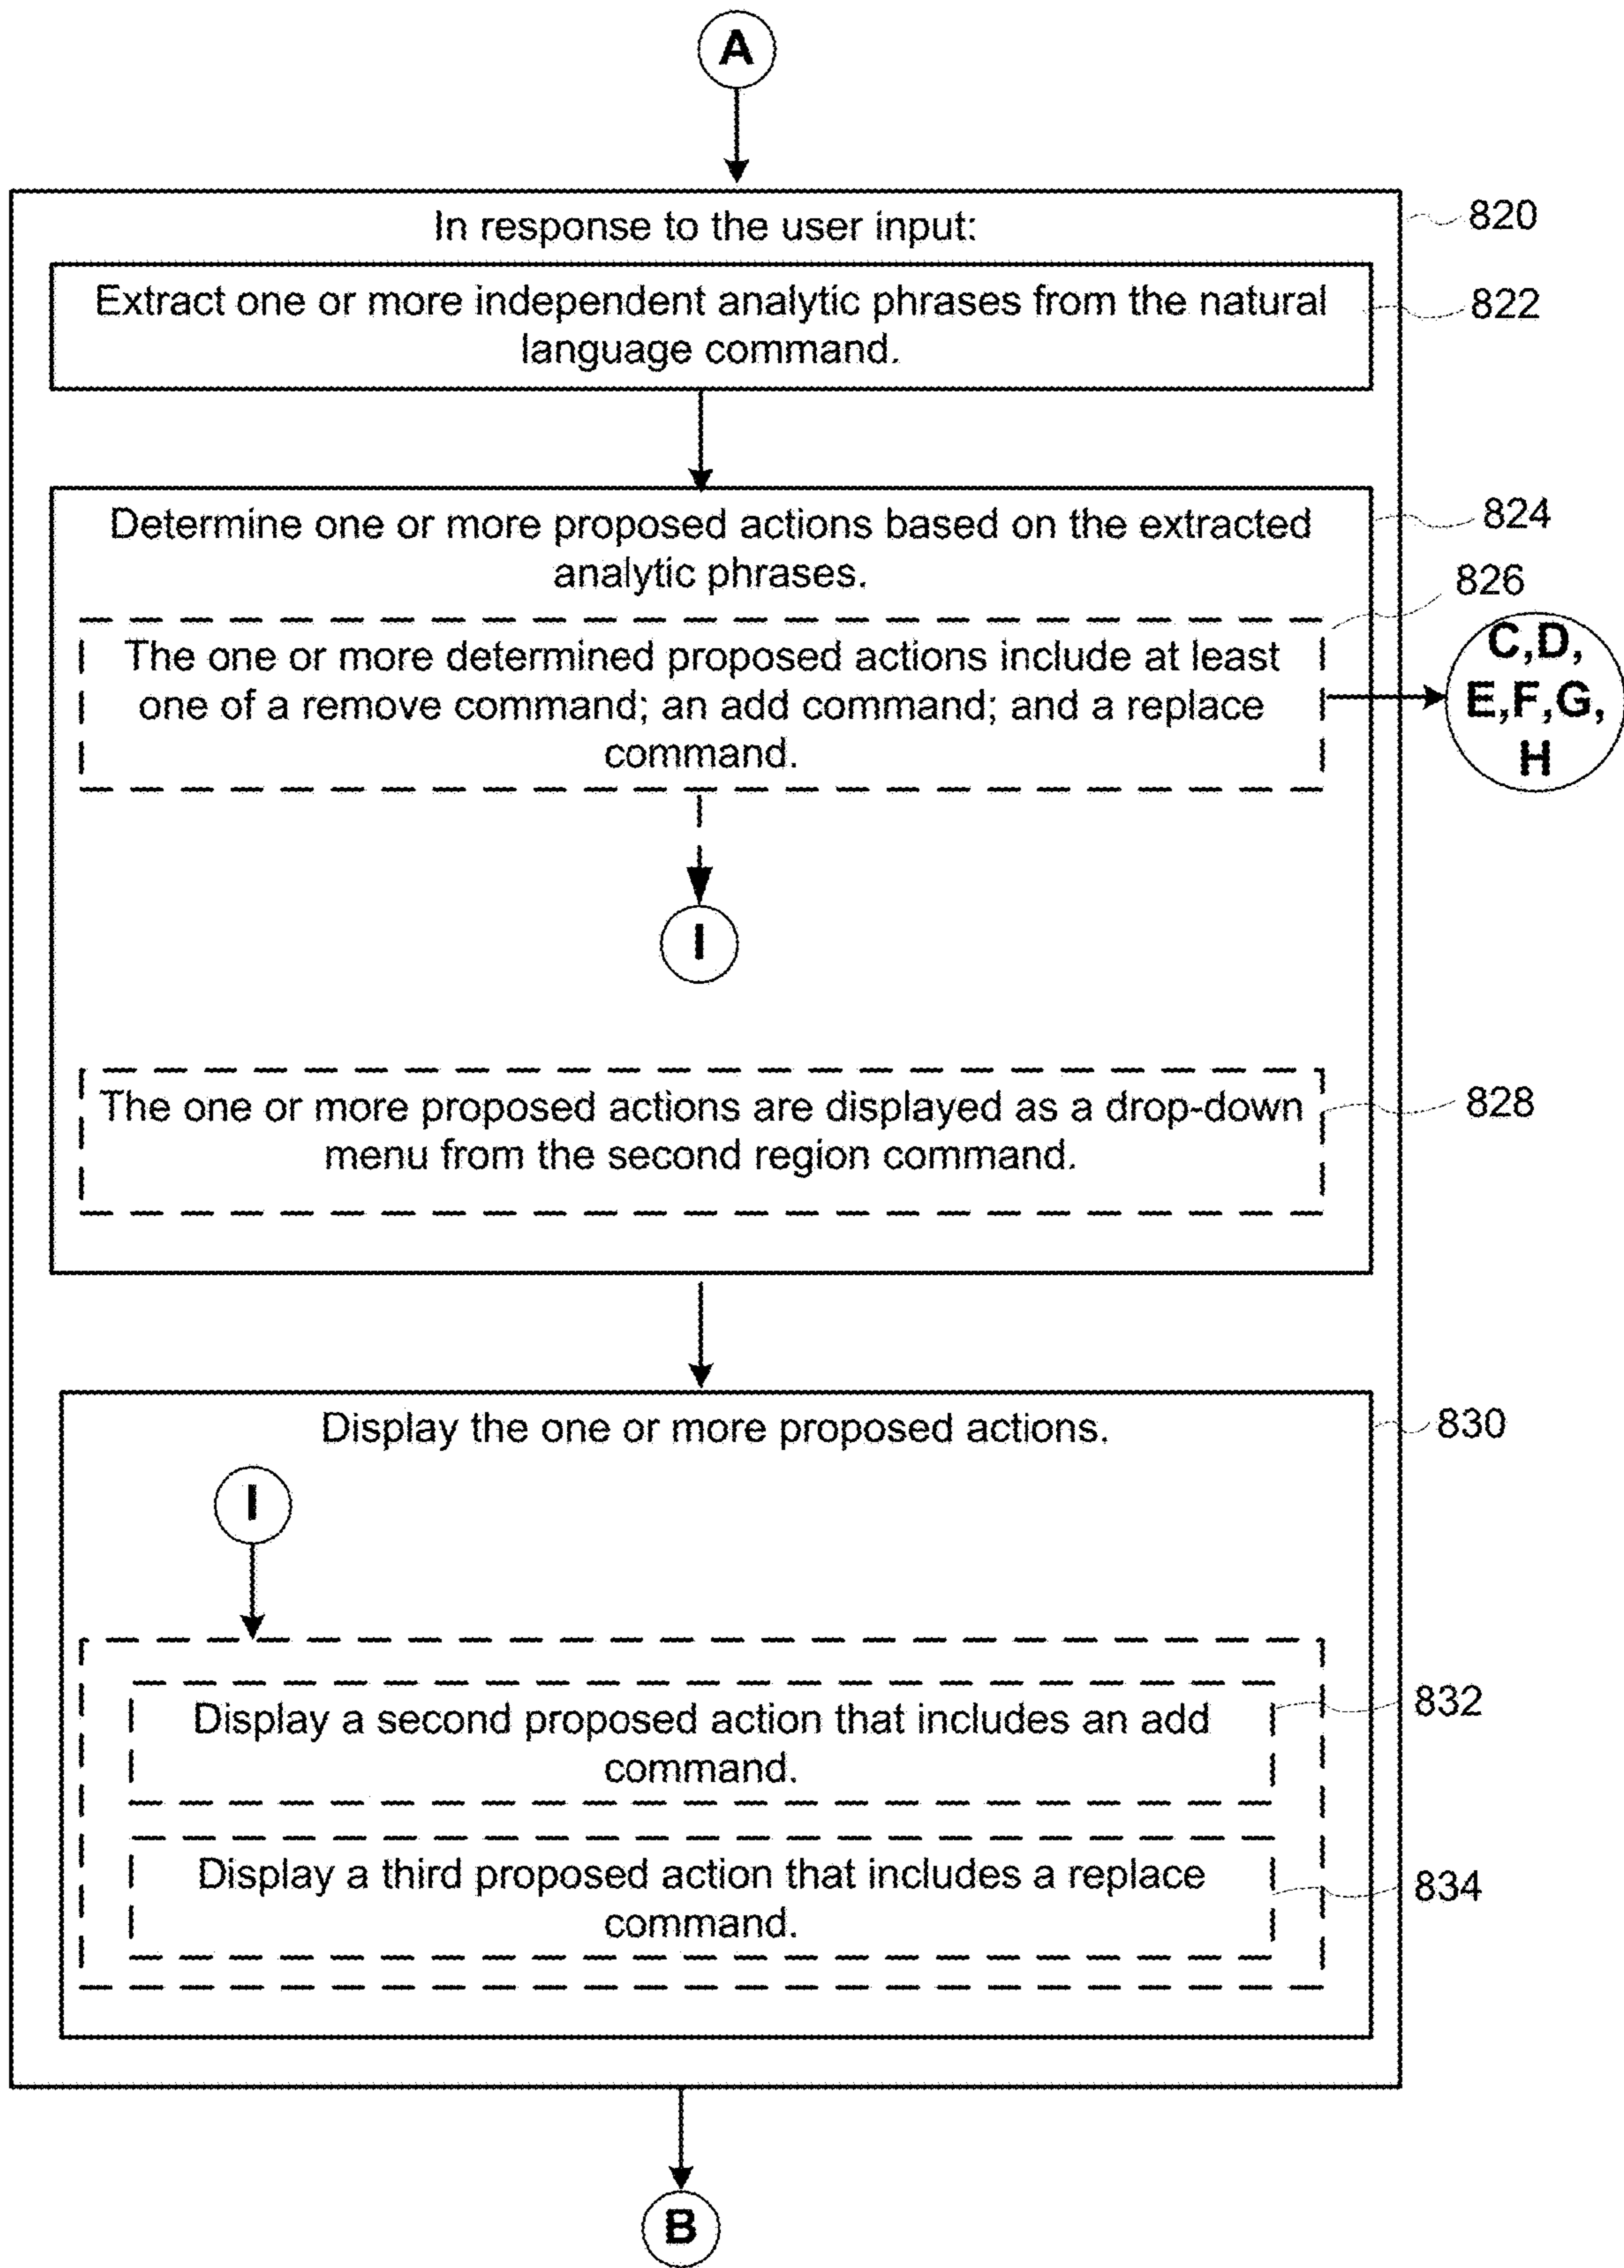 A
In response to the user input:
820
Extract one or more independent analytic phrases from the natural
language command.
822
Determine one or more proposed actions based on the extracted
analytic phrases.
824
826
The one or more determined proposed actions include at least
one of a remove command; an add command; and a replace
command.
C,D,
E,F,G,
H
I
The one or more proposed actions are displayed as a drop-down
menu from the second region command.
828
Display the one or more proposed actions.
830
I
Display a second proposed action that includes an add
command.
832
Display a third proposed action that includes a replace
command.
834
B